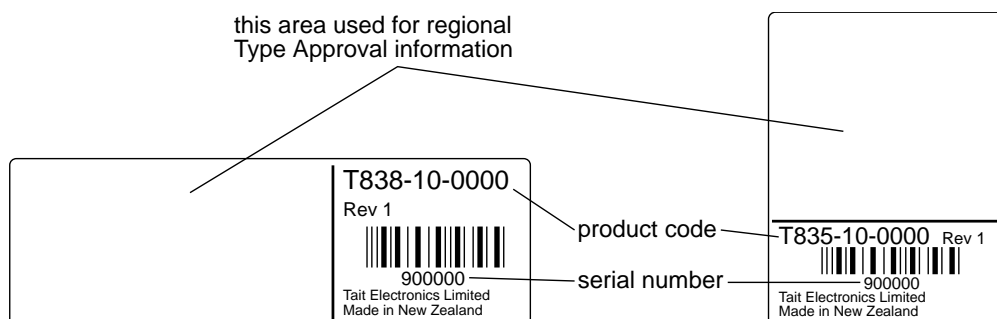 this area used for regional
Type Approval information
T838-10-0000
Rev 1
900000
Tait Electronics Limited
Made in New Zealand
product code
serial number
T835-10-0000 Rev 1
900000
Tait Electronics Limited
Made in New Zealand